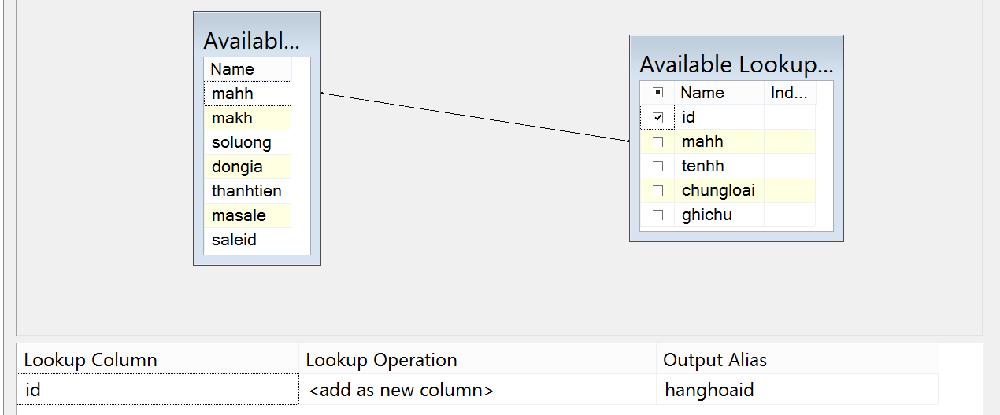 Availabl...
Name
mahh
makh
soluong
dongia
thanhtien
masale
saleid
Available Lookup...
Name Ind...
id
mahh
tenhh
chungloai
ghichu
Lookup Column Lookup Operation Output Alias
id <add as new column> hanghoaid